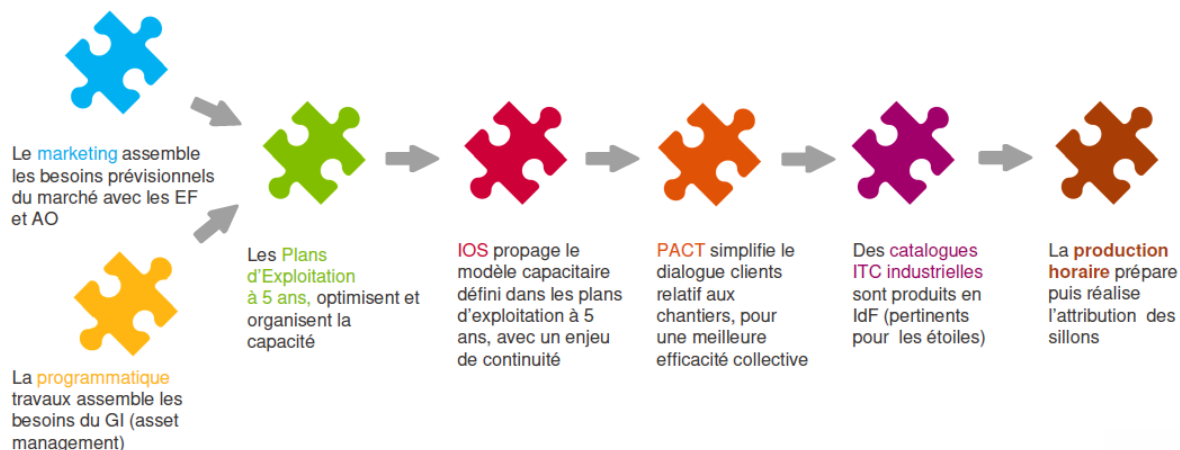 Le marketing assemble
les besoins prévisionnels
du marché avec les EF
et AO
La programmatique
travaux assemble les
besoins du GI (asset
management)
Les Plans
d'Exploitation
à 5 ans, optimisent et
organisent la
capacité
IOS propage le
modèle capacitaire
défini dans les plans
d'exploitation à 5
ans, avec un enjeu
de continuité
PACT simplifie le
dialogue clients
relatif aux
chantiers, pour
une meilleure
efficacité collective
Des catalogues
ITC industrielles
sont produits en
IdF (pertinents
pour les étoiles)
La production
horaire prépare
puis réalise
l'attribution des
sillons